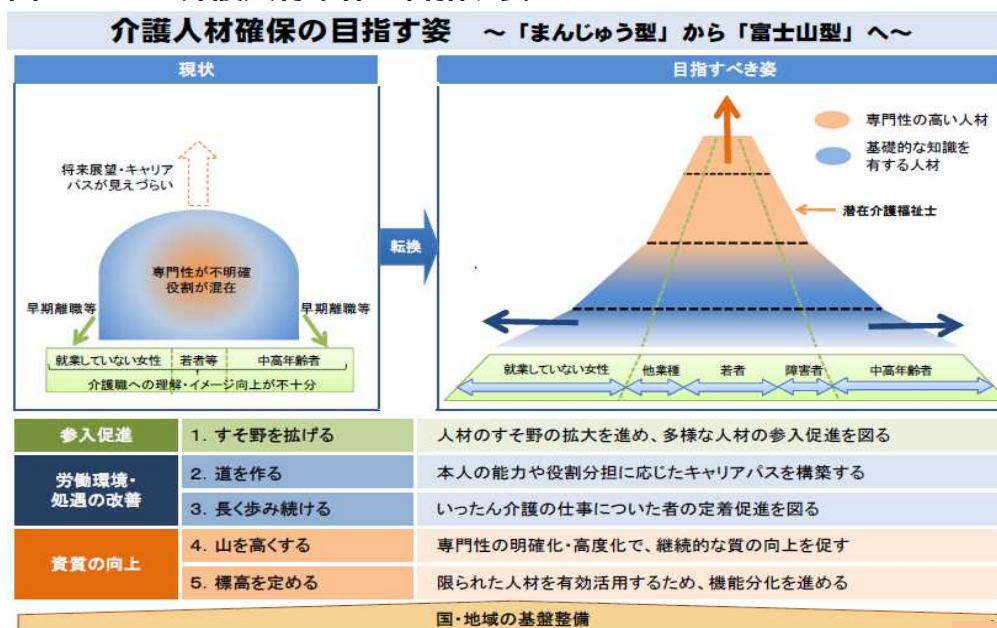 介護人材確保の目指す姿 ～「まんじゅう型」から「富士山型」へ～
現状
将来展望・キャリア
パスが見えづらい
専門性が不明確
役割が混在
早期離職等
早期離職等
就業していない女性
若者等
中高年齢者
介護職への理解・イメージ向上が不十分
転換
目指すべき姿
専門性の高い人材
基礎的な知識を
有する人材
潜在介護福祉士
就業していない女性
他業種
若者
障害者
中高年齢者
参入促進
1. すそ野を拡げる
人材のすそ野の拡大を進め、多様な人材の参入促進を図る
労働環境・
処遇の改善
2. 道を作る
本人の能力や役割分担に応じたキャリアパスを構築する
3. 長く歩み続ける
いったん介護の仕事についた者の定着促進を図る
資質の向上
4. 山を高くする
専門性の明確化・高度化で、継続的な質の向上を促す
5. 標高を定める
限られた人材を有効活用するため、機能分化を進める
国・地域の基盤整備